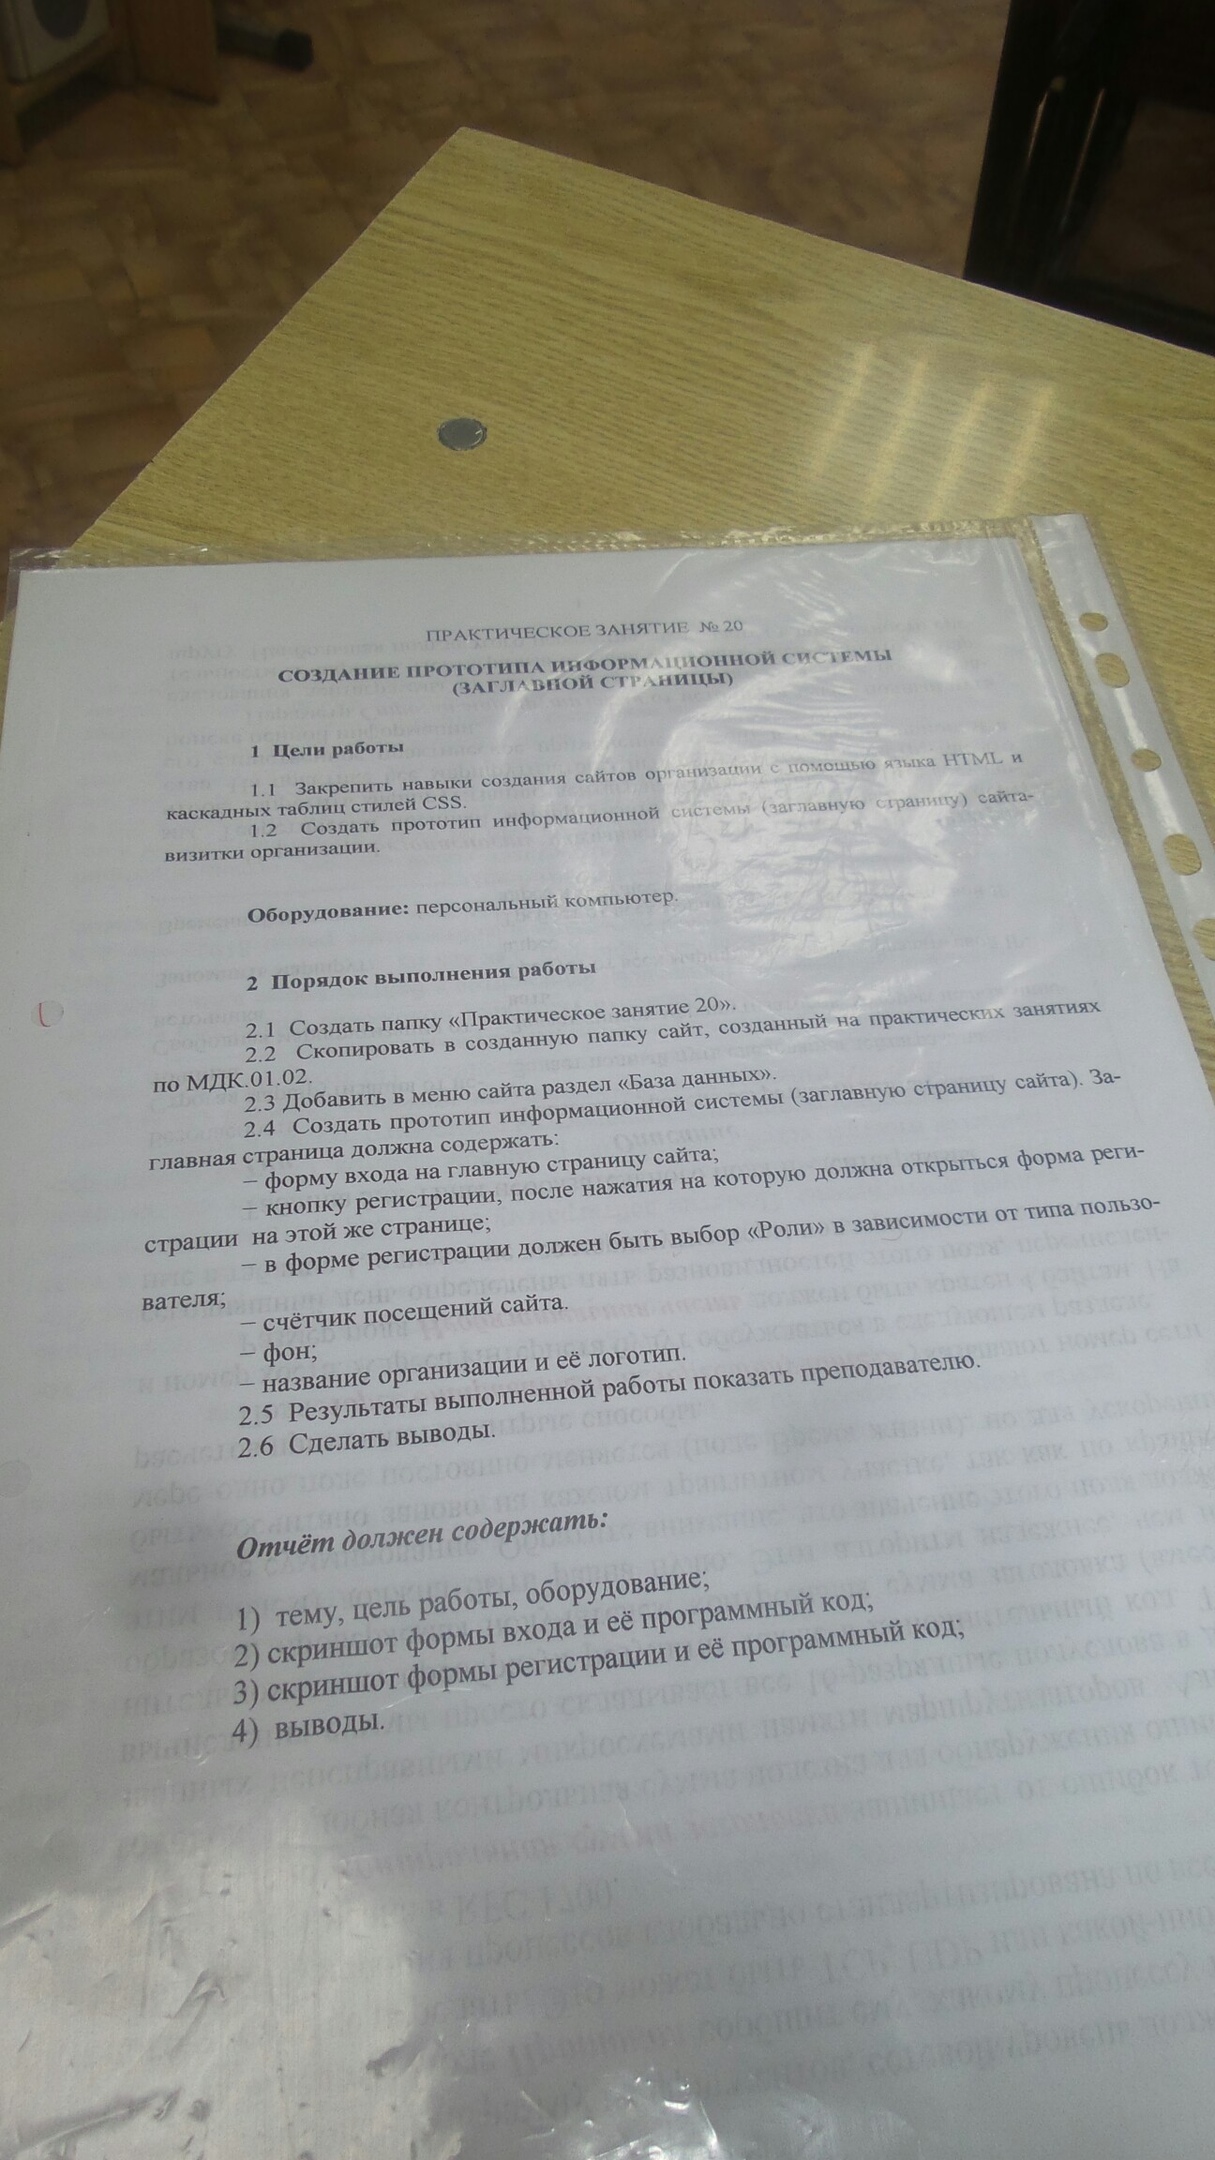 ПРАКТИЧЕСКОЕ ЗАНЯТИЕ № 20
СОЗДАНИЕ ПРОТОТИПА ИНФОРМАЦИОННОЙ СИСТЕМЫ
(ЗАГЛАВНОЙ СТРАНИЦЫ)
1 Цели работы
1.1 Закрепить навыки создания сайтов организации с помощью языка HTML и
каскадных таблиц стилей CSS.
1.2 Создать прототип информационной системы (заглавную страницу) сайта-
визитки организации.
Оборудование: персональный компьютер.
2 Порядок выполнения работы
2.1 Создать папку «Практическое занятие 20».
2.2 Скопировать в созданную папку сайт, созданный на практических занятиях
по МДК.01.02.
2.3 Добавить в меню сайта раздел «База данных».
2.4 Создать прототип информационной системы (заглавную страницу сайта). За-
главная страница должна содержать:
– форму входа на главную страницу сайта;
– кнопку регистрации, после нажатия на которую должна открыться форма реги-
страции на этой же странице;
– в форме регистрации должен быть выбор «Роли» в зависимости от типа пользо-
вателя;
– счётчик посещений сайта.
– фон;
– название организации и её логотип.
2.5 Результаты выполненной работы показать преподавателю.
2.6 Сделать выводы.
Отчёт должен содержать:
1) тему, цель работы, оборудование;
2) скриншот формы входа и её программный код;
3) скриншот формы регистрации и её программный код;
4) выводы.